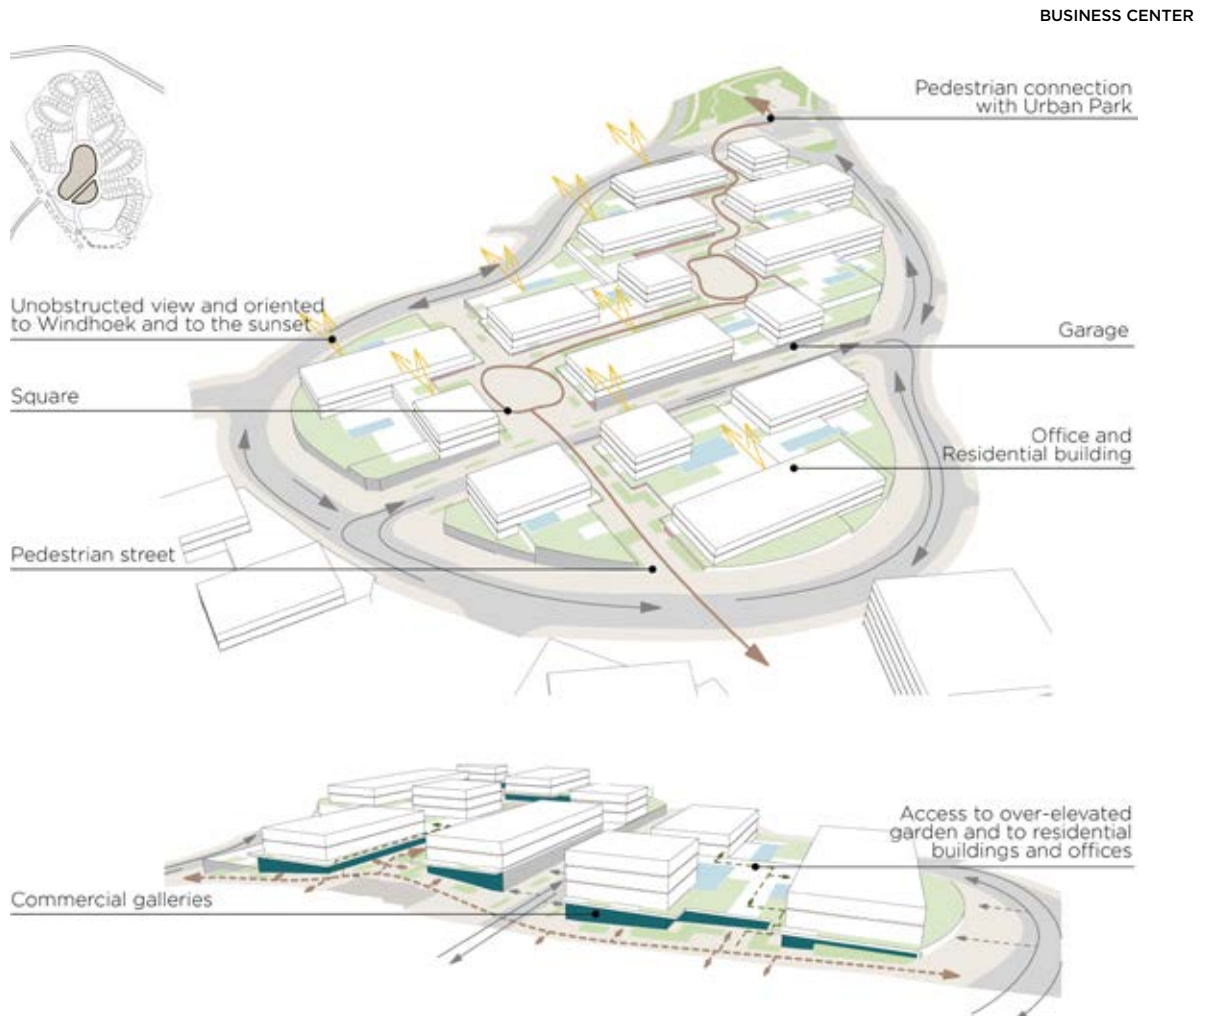 BUSINESS CENTER
Pedestrian connection
with Urban Park
Unobstructed view and oriented
to Windhoek and to the sunset
Garage
Square
Office and
Residential building
Pedestrian street
Access to over-elevated
garden and to residential
buildings and offices
Commercial galleries